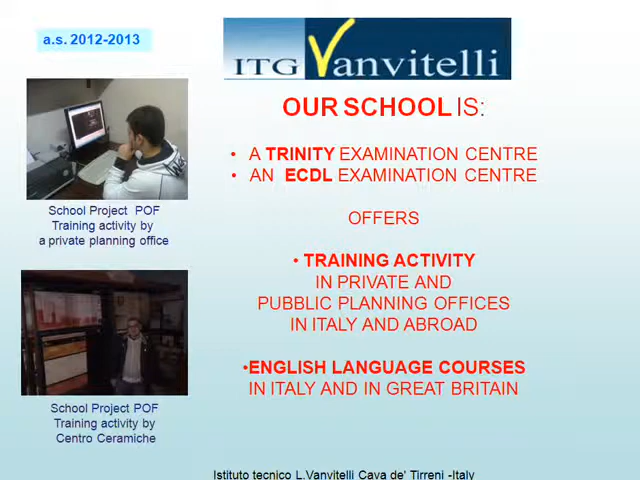 a.s. 2012-2013
ITG Vanvitelli
OUR SCHOOL IS:
• A TRINITY EXAMINATION CENTRE
• AN ECDL EXAMINATION CENTRE
OFFERS
• TRAINING ACTIVITY
IN PRIVATE AND
PUBBLIC PLANNING OFFICES
IN ITALY AND ABROAD
•ENGLISH LANGUAGE COURSES
IN ITALY AND IN GREAT BRITAIN
School Project POF
Training activity by
a private planning office
School Project POF
Training activity by
Centro Ceramiche
Istituto tecnico L.Vanvitelli Cava de' Tirreni -Italy